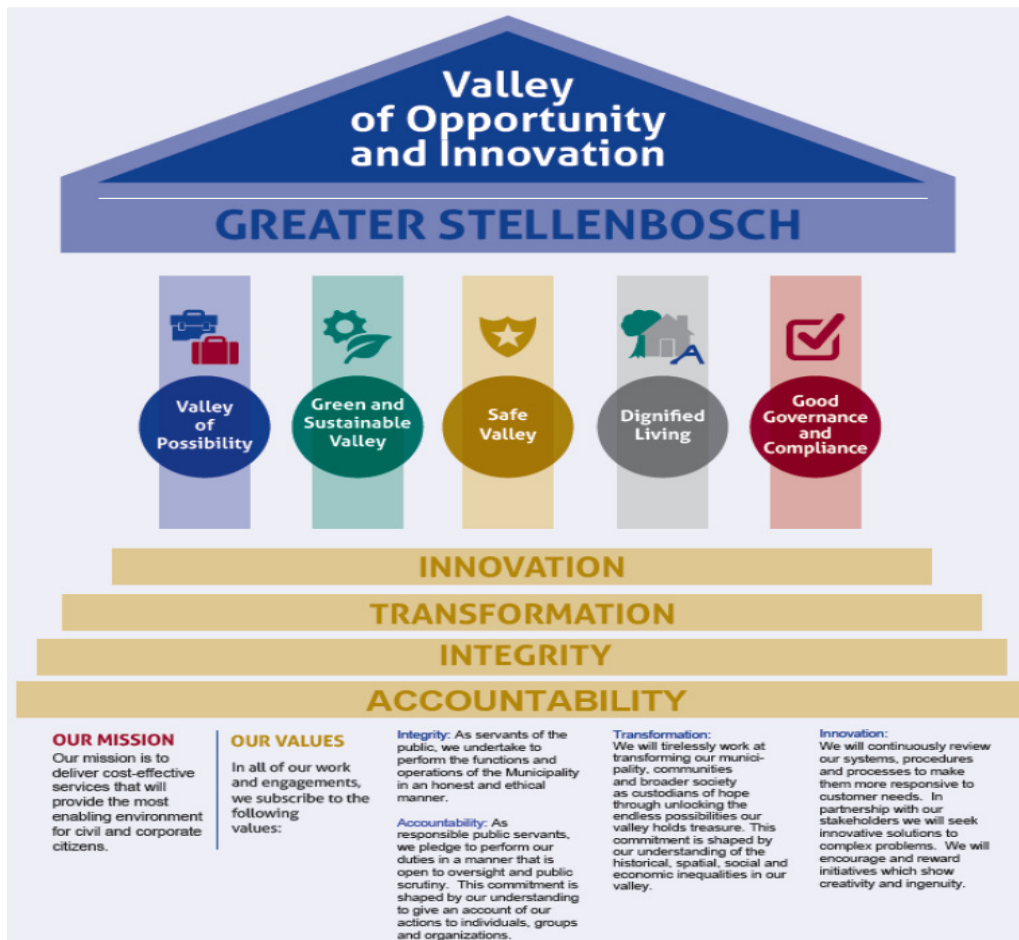 Valley
of Opportunity
and Innovation
GREATER STELLENBOSCH
Valley
of
Possibility
Green and
Sustainable
Valley
Safe
Valley
Dignified
Living
Good
Governance
and
Compliance
INNOVATION
TRANSFORMATION
INTEGRITY
ACCOUNTABILITY
OUR MISSION
Our mission is to
deliver cost-effective
services that will
provide the most
enabling environment
for civil and corporate
citizens.
OUR VALUES
In all of our work
and engagements,
we subscribe to the
following
values:
Integrity: As servants of the
public, we undertake to
perform the functions and
operations of the Municipality
in an honest and ethical
manner.
Accountability: As
responsible public servants,
we pledge to perform our
duties in a manner that is
open to oversight and public
scrutiny. This commitment is
shaped by our understanding
to give an account of our
actions to individuals, groups
and organizations.
Transformation:
We will tirelessly work at
transforming our munici-
pality, communities
and broader society
as custodians of hope
through unlocking the
endless possibilities our
valley holds treasure. This
commitment is shaped by
our understanding of the
historical, spatial, social and
economic inequalities in our
valley.
Innovation:
We will continuously review
our systems, procedures
and processes to make
them more responsive to
customer needs. In
partnership with our
stakeholders we will seek
innovative solutions to
complex problems. We will
encourage and reward
initiatives which show
creativity and ingenuity.